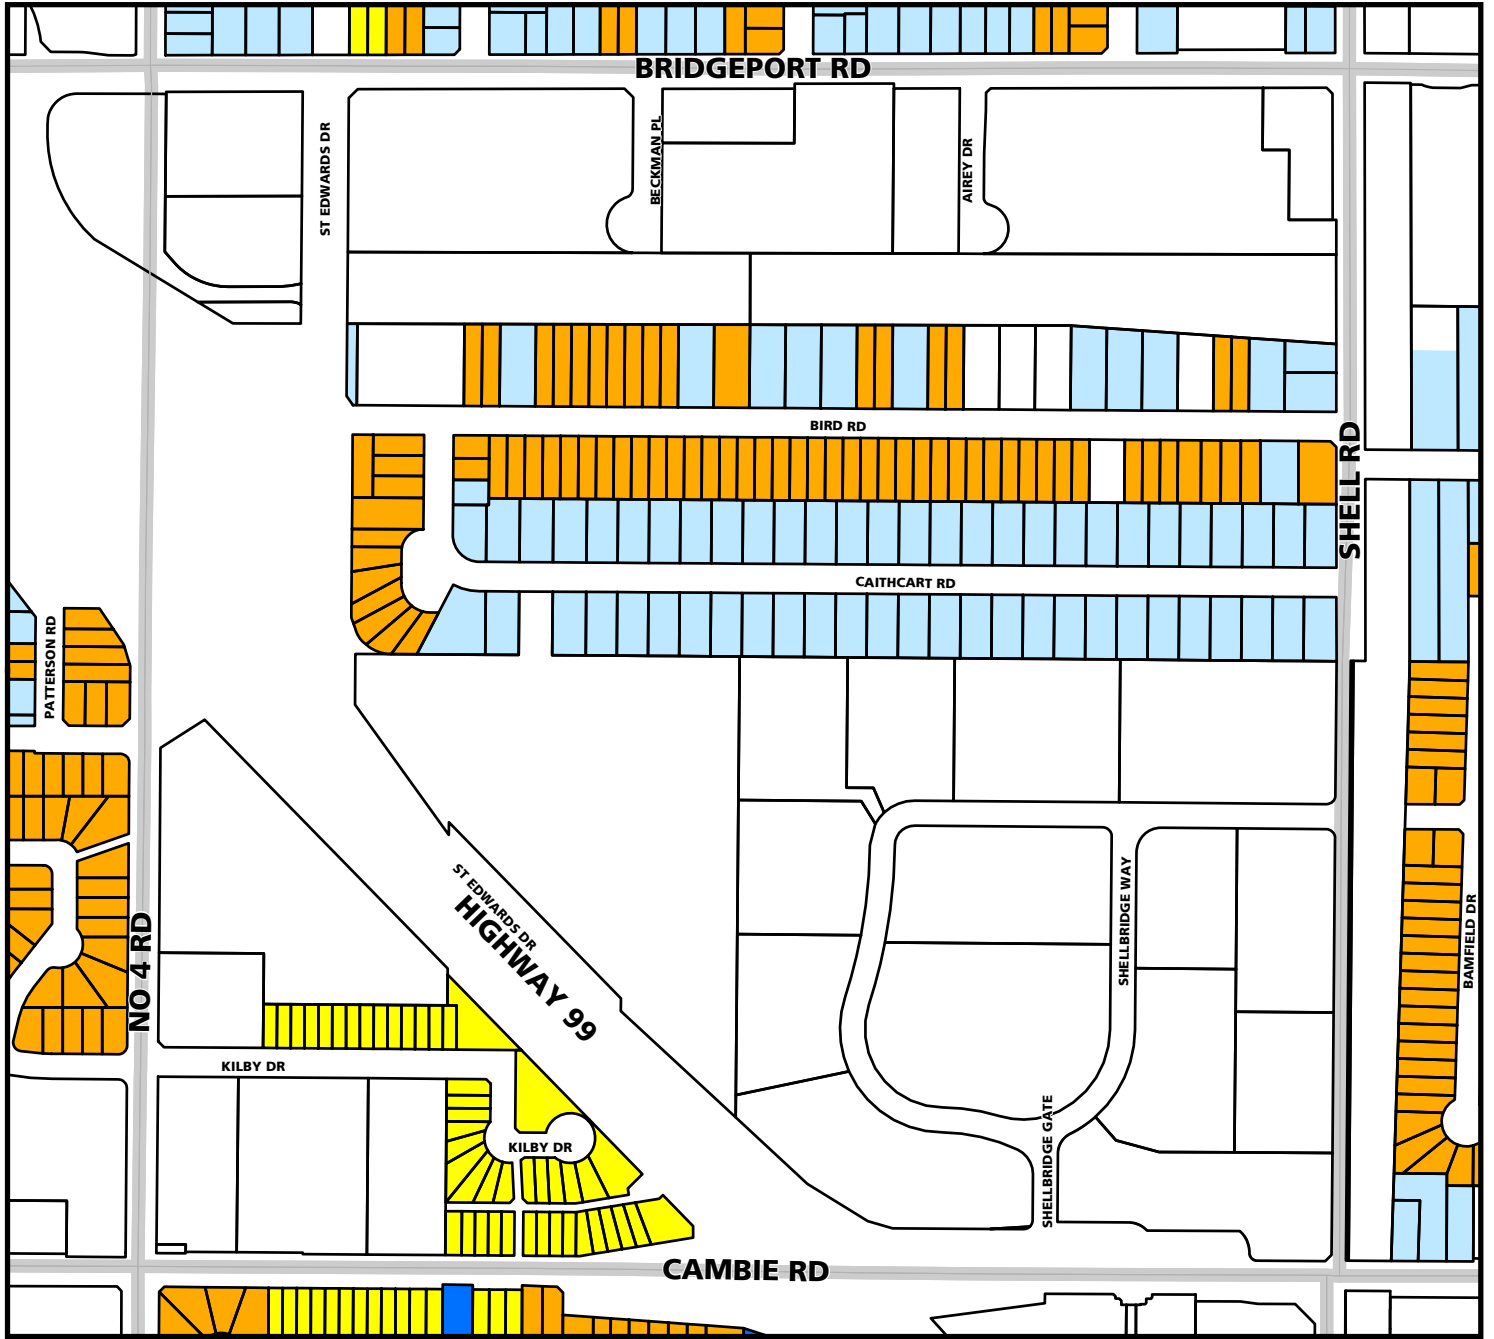 BRIDGEPORT RD
ST EDWARDS DR
BECKMAN PL
AIREY DR
BIRD RD
SHELL RD
CAITHCART RD
PATTERSON RD
ST EDWARDS DR
HIGHWAY 99
SHELLBRIDGE WAY
BAMFIELD DR
NO 4 RD
KILBY DR
KILBY DR
SHELLBRIDGE GATE
CAMBIE RD